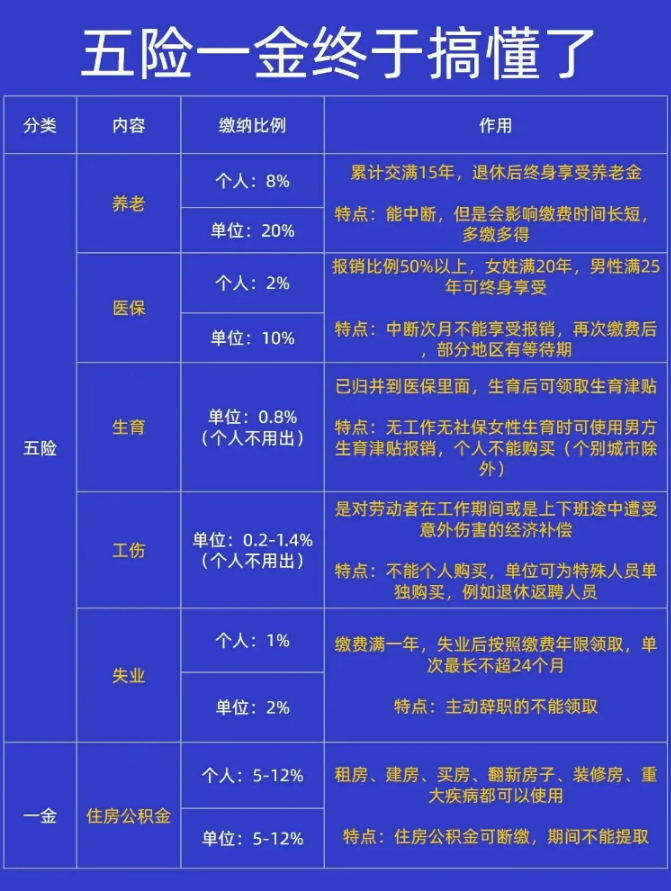 五险一金终于搞懂了
分类
内容
缴纳比例
作用
五险
养老
个人：8%
单位：20%
累计交满15年，退休后终身享受养老金
特点：能中断，但是会影响缴费时间长短，
多缴多得
医保
个人：2%
单位：10%
报销比例50%以上，女姓满20年，男性满25
年可终身享受
特点：中断次月不能享受报销，再次缴费后
，部分地区有等待期
生育
单位：0.8%
（个人不用出）
已归并到医保里面，生育后可领取生育津贴
特点：无工作无社保女性生育时可使用男方
生育津贴报销，个人不能购买（个别城市除
外）
工伤
单位：0.2-1.4%
（个人不用出）
是对劳动者在工作期间或是上下班途中遭受
意外伤害的经济补偿
特点：不能个人购买，单位可为特殊人员单
独购买，例如退休返聘人员
失业
个人：1%
单位：2%
缴费满一年，失业后按照缴费年限领取，单
次最长不超24个月
特点：主动辞职的不能领取
一金
住房公积金
个人：5-12%
单位：5-12%
租房、建房、买房、翻新房子、装修房、重
大疾病都可以使用
特点：住房公积金可断缴，期间不能提取